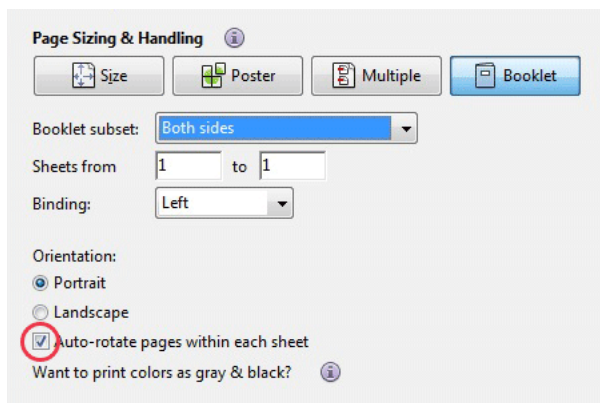 Page Sizing & Handling
Size Poster Multiple Booklet
Booklet subset: Both sides
Sheets from 1 to 1
Binding: Left
Orientation:
Portrait
Landscape
Auto-rotate pages within each sheet
Want to print colors as gray & black?